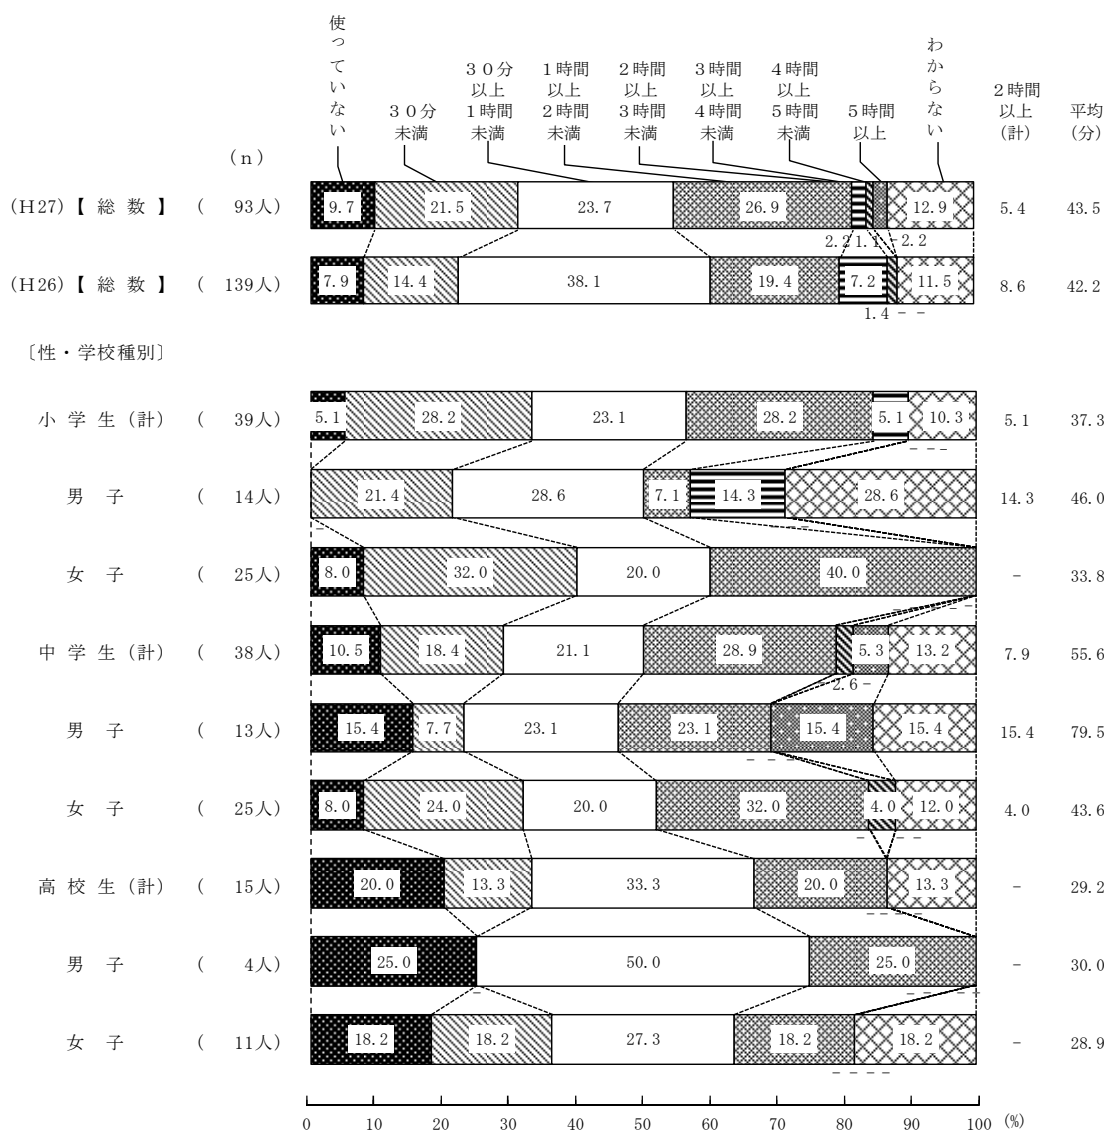 使っていない
３０分
未満
３０分
以上
１時間
未満
１時間
以上
２時間
未満
２時間
以上
３時間
未満
３時間
以上
４時間
未満
４時間
以上
５時間
未満
５時間
以上
わからない
２時間
以上
（計）
平均
（分）
（ｎ）
（H27）【 総 数 】 （ 93人） 9.7 21.5 23.7 26.9 12.9 5.4 43.5
2.2 1.1 - 2.2
（H26）【 総 数 】 （ 139人） 7.9 14.4 38.1 19.4 7.2 11.5 8.6 42.2
1.4 - -
〔性・学校種別〕
小 学 生（計） （ 39人） 5.1 28.2 23.1 28.2 5.1 10.3 5.1 37.3
- - -
男 子 （ 14人） 21.4 28.6 7.1 14.3 28.6 14.3 46.0
- - - -
女 子 （ 25人） 8.0 32.0 20.0 40.0 - 33.8
- - - - -
中 学 生（計） （ 38人） 10.5 18.4 21.1 28.9 5.3 13.2 7.9 55.6
- 2.6 -
男 子 （ 13人） 15.4 7.7 23.1 23.1 15.4 15.4 15.4 79.5
- - -
女 子 （ 25人） 8.0 24.0 20.0 32.0 4.0 12.0 4.0 43.6
- - - -
高 校 生（計） （ 15人） 20.0 13.3 33.3 20.0 13.3 - 29.2
- - - -
男 子 （ 4人） 25.0 50.0 25.0 - 30.0
- - - - - -
女 子 （ 11人） 18.2 18.2 27.3 18.2 18.2 - 28.9
- - - -
0 10 20 30 40 50 60 70 80 90 100 (%)